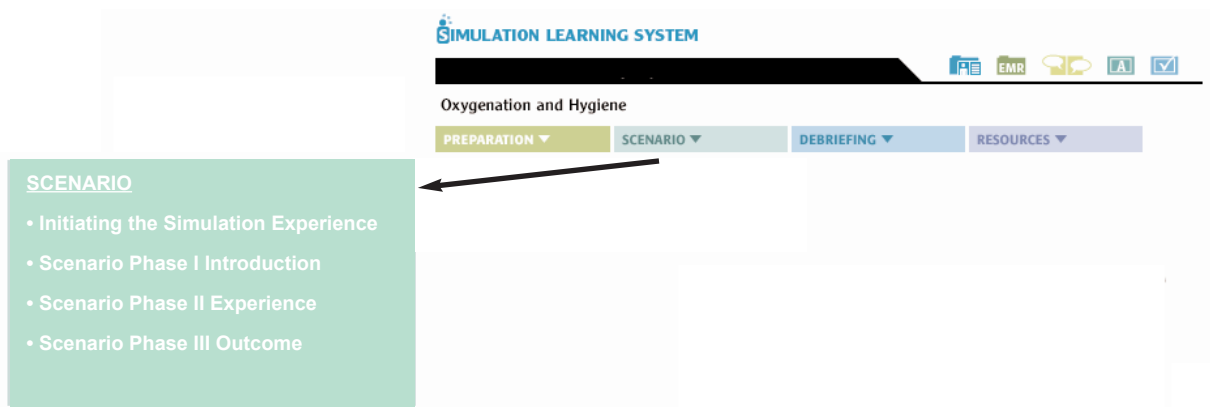 SIMULATION LEARNING SYSTEM
EMR
A
Oxygenation and Hygiene
PREPARATION ▼ SCENARIO ▼ DEBRIEFING ▼ RESOURCES ▼
SCENARIO
• Initiating the Simulation Experience
• Scenario Phase I Introduction
• Scenario Phase II Experience
• Scenario Phase III Outcome